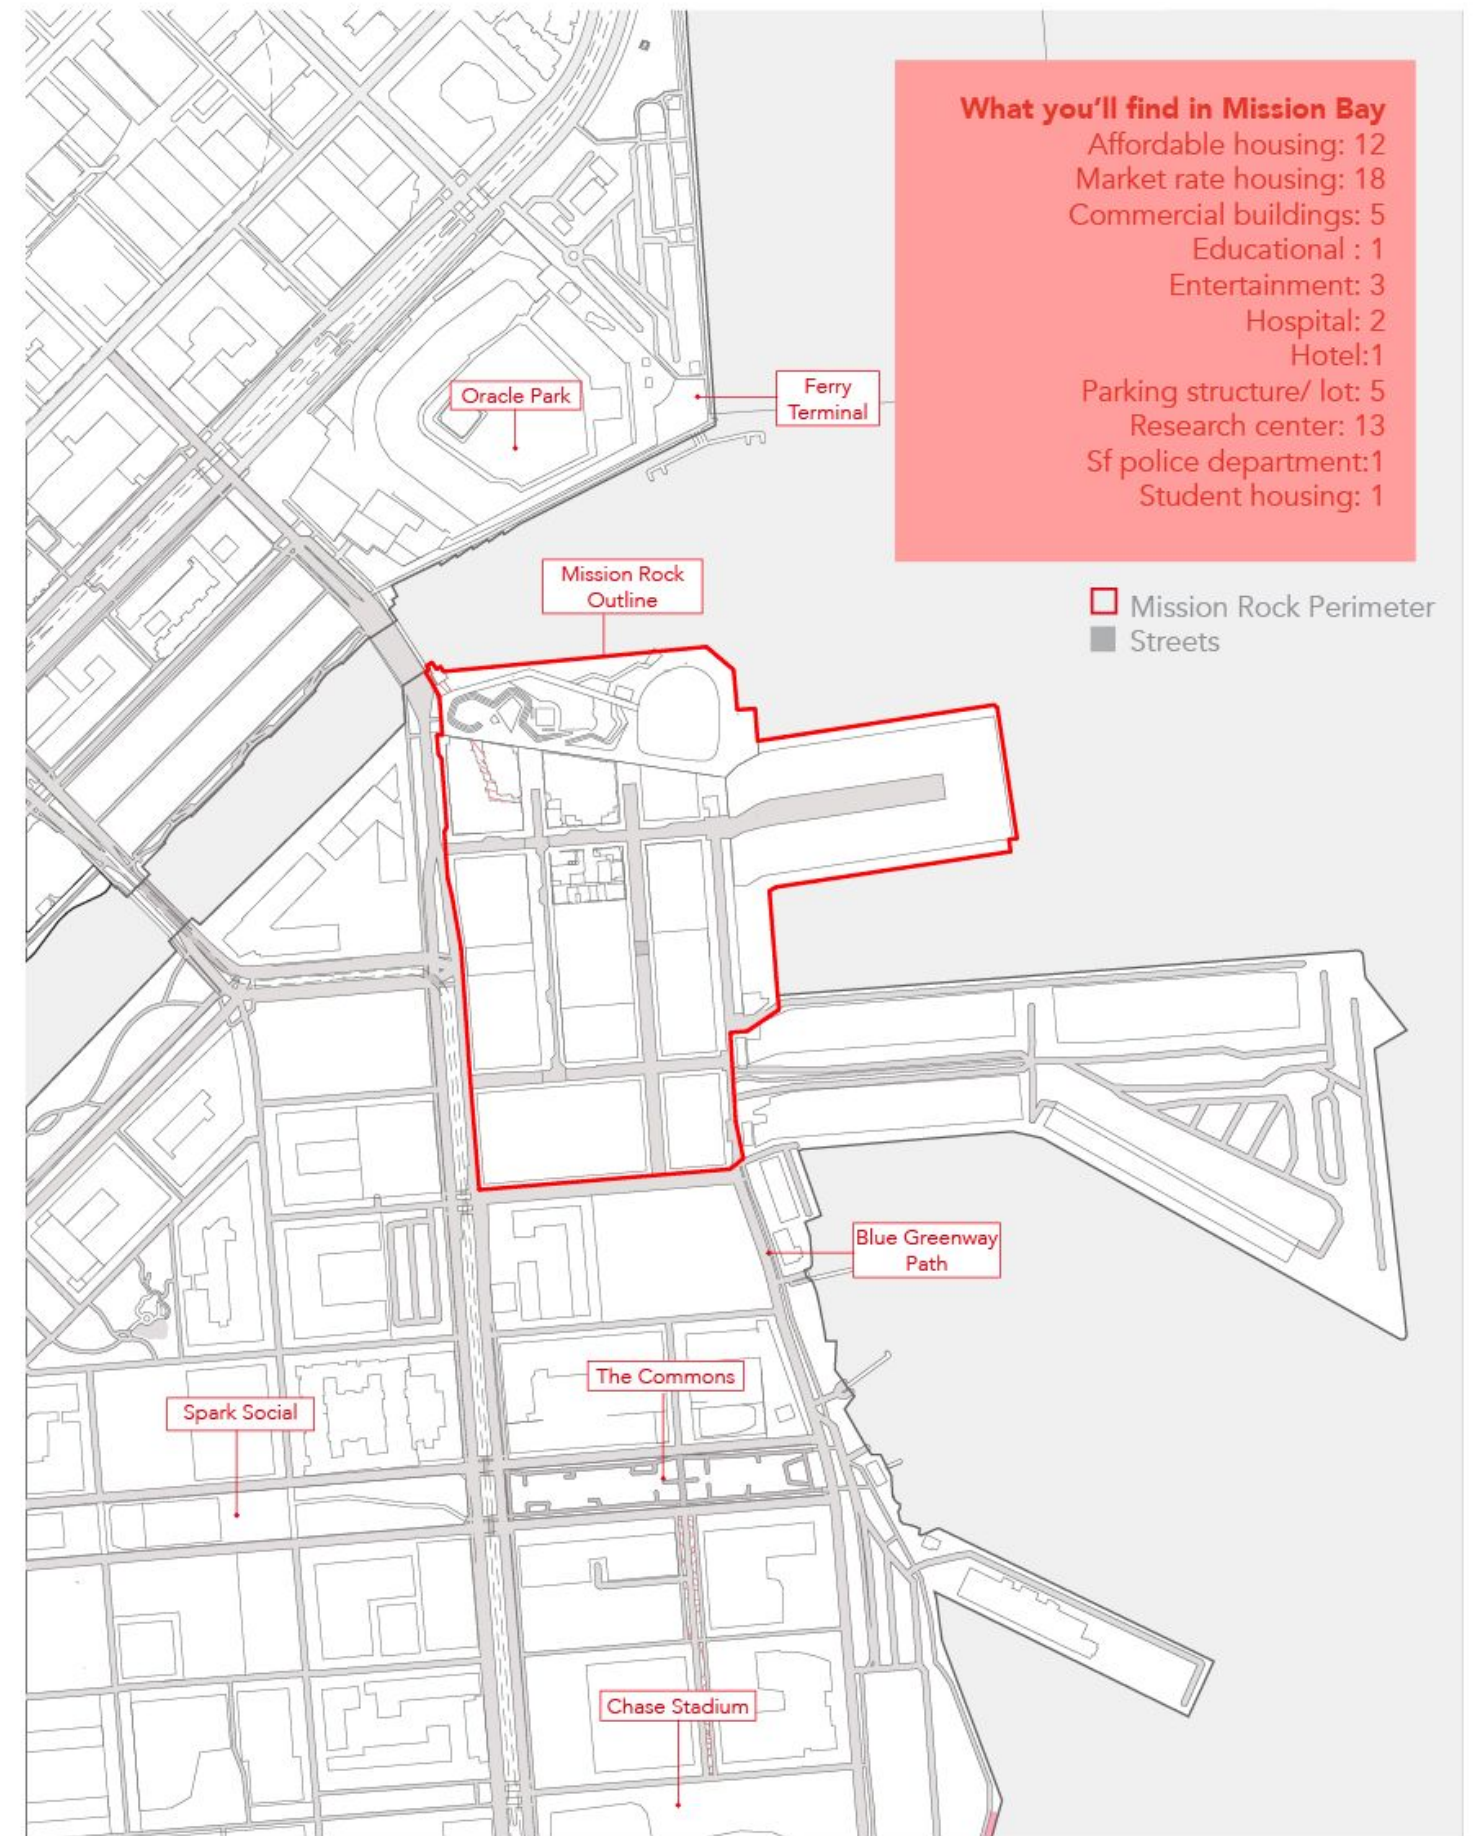 What you'll find in Mission Bay
Affordable housing: 12
Market rate housing: 18
Commercial buildings: 5
Educational : 1
Entertainment: 3
Hospital: 2
Hotel:1
Parking structure/ lot: 5
Research center: 13
Sf police department:1
Student housing: 1
Oracle Park
Ferry
Terminal
Mission Rock
Outline
Mission Rock Perimeter
Streets
Blue Greenway
Path
The Commons
Spark Social
Chase Stadium